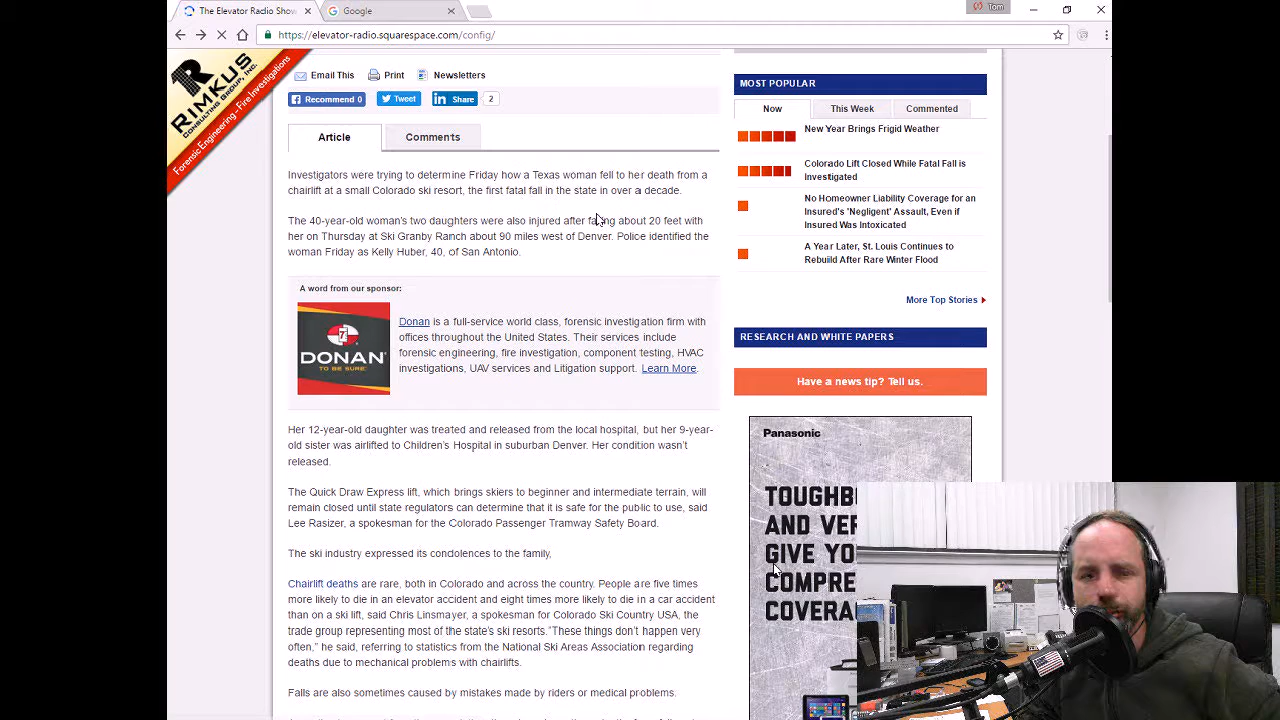 The Elevator Radio Show
Google
Tom
https://elevator-radio.squarespace.com/config/
RIMKUS
CONSULTING GROUP, INC.
Forensic Engineering - Fire Investigations
Email This
Print
Newsletters
Recommend 0
Tweet
Share
2
Article
Comments
Investigators were trying to determine Friday how a Texas woman fell to her death from a
chairlift at a small Colorado ski resort, the first fatal fall in the state in over a decade.
The 40-year-old woman's two daughters were also injured after falling about 20 feet with
her on Thursday at Ski Granby Ranch about 90 miles west of Denver. Police identified the
woman Friday as Kelly Huber, 40, of San Antonio.
A word from our sponsor:
DONAN
TO BE SURE
Donan is a full-service world class, forensic investigation firm with
offices throughout the United States. Their services include
forensic engineering, fire investigation, component testing, HVAC
investigations, UAV services and Litigation support. Learn More.
Her 12-year-old daughter was treated and released from the local hospital, but her 9-year-
old sister was airlifted to Children's Hospital in suburban Denver. Her condition wasn't
released.
The Quick Draw Express lift, which brings skiers to beginner and intermediate terrain, will
remain closed until state regulators can determine that it is safe for the public to use, said
Lee Rasizer, a spokesman for the Colorado Passenger Tramway Safety Board.
The ski industry expressed its condolences to the family,
Chairlift deaths are rare, both in Colorado and across the country. People are five times
more likely to die in an elevator accident and eight times more likely to die in a car accident
than on a ski lift, said Chris Linsmayer, a spokesman for Colorado Ski Country USA, the
trade group representing most of the state's ski resorts."These things don't happen very
often," he said, referring to statistics from the National Ski Areas Association regarding
deaths due to mechanical problems with chairlifts.
Falls are also sometimes caused by mistakes made by riders or medical problems.
MOST POPULAR
Now
This Week
Commented
New Year Brings Frigid Weather
Colorado Lift Closed While Fatal Fall is
Investigated
No Homeowner Liability Coverage for an
Insured's 'Negligent' Assault, Even if
Insured Was Intoxicated
A Year Later, St. Louis Continues to
Rebuild After Rare Winter Flood
More Top Stories
RESEARCH AND WHITE PAPERS
Have a news tip? Tell us.
Panasonic
TOUGHB
AND VER
GIVE YO
COMPRE
COVERA